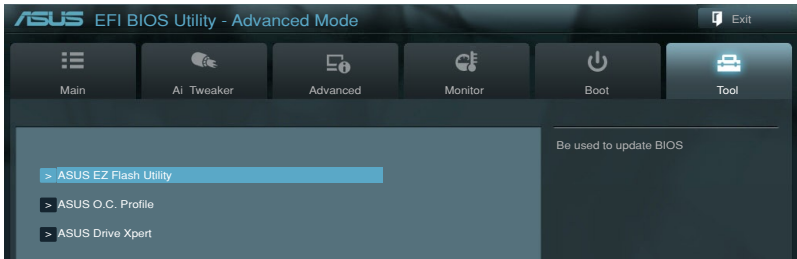 ASUS EFI BIOS Utility - Advanced Mode
Exit
Main
Ai Tweaker
Advanced
Monitor
Boot
Tool
> ASUS EZ Flash Utility
> ASUS O.C. Profile
> ASUS Drive Xpert
Be used to update BIOS